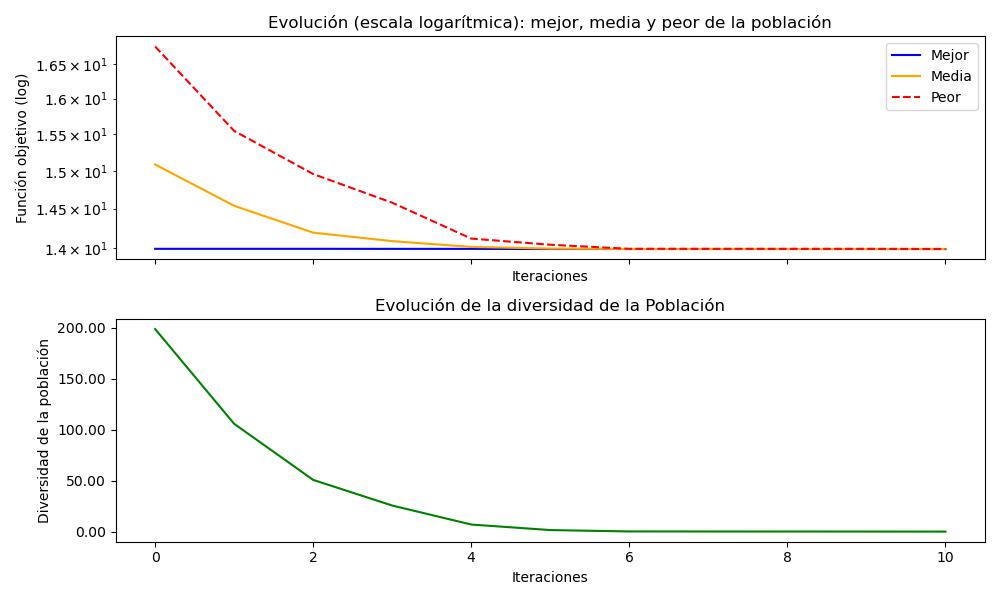 Evolución (escala logarítmica): mejor, media y peor de la población
Función objetivo (log)
1.65 × 10¹
1.6 × 10¹
1.55 × 10¹
1.5 × 10¹
1.45 × 10¹
1.4 × 10¹
Mejor
Media
Peor
Iteraciones
Evolución de la diversidad de la Población
Diversidad de la población
200.00
150.00
100.00
50.00
0.00
0 2 4 6 8 10
Iteraciones